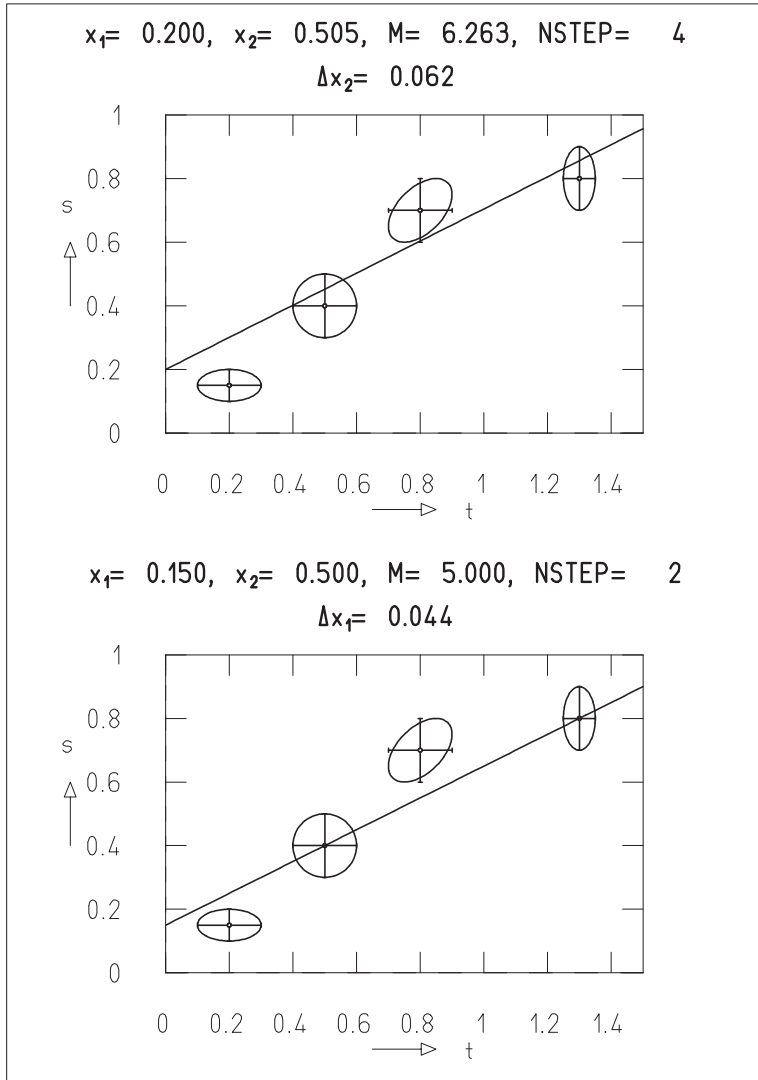 x₁= 0.200, x₂= 0.505, M= 6.263, NSTEP= 4
Δx₂= 0.062
1
0.8
s
0.6
0.4
0.2
0
0 0.2 0.4 0.6 0.8 1 1.2 1.4
t
x₁= 0.150, x₂= 0.500, M= 5.000, NSTEP= 2
Δx₁= 0.044
1
0.8
s
0.6
0.4
0.2
0
0 0.2 0.4 0.6 0.8 1 1.2 1.4
t